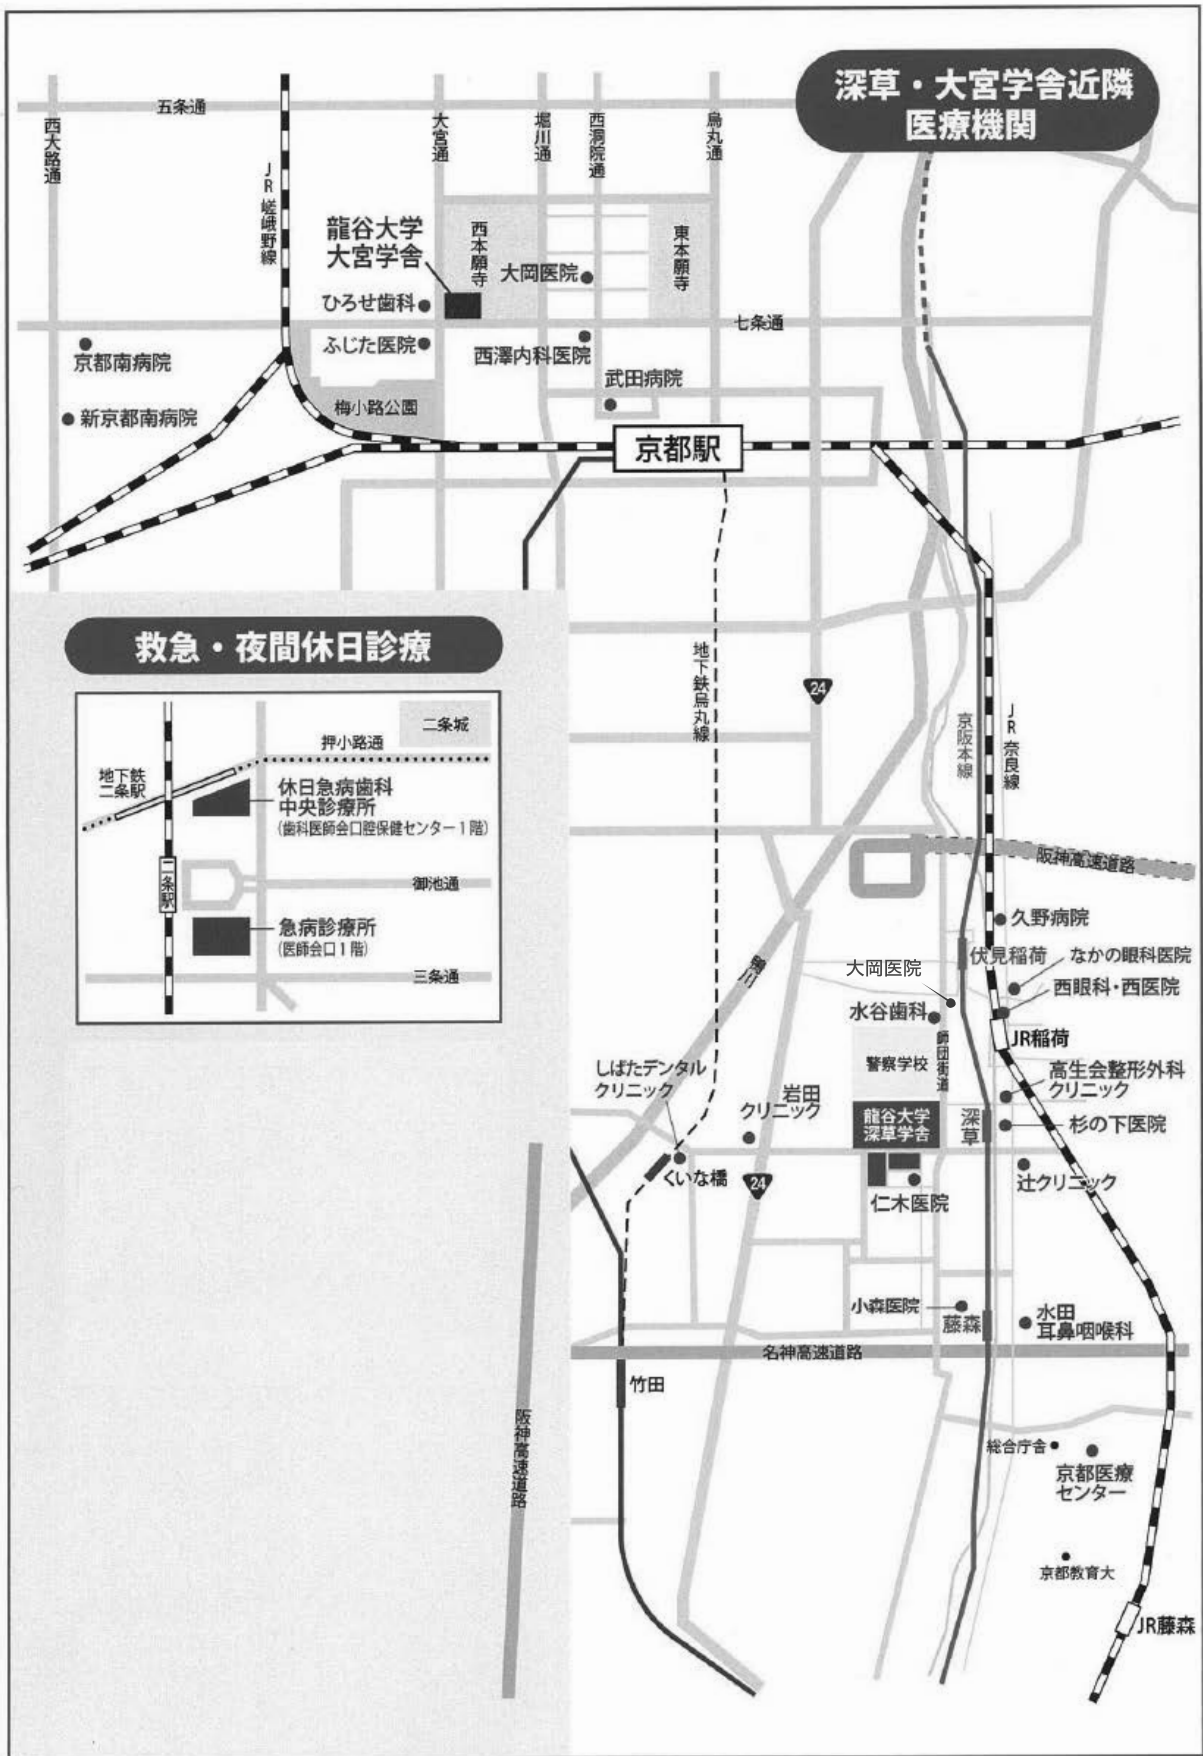 深草・大宮学舎近隣
医療機関
五条通
西大路通
JR嵯峨野線
大宮通
堀川通
西洞院通
烏丸通
龍谷大学
大宮学舎
西本願寺
東本願寺
大岡医院
ひろせ歯科
七条通
京都南病院
ふじた医院
西澤内科医院
武田病院
新京都南病院
梅小路公園
京都駅
救急・夜間休日診療
二条城
押小路通
地下鉄
二条駅
休日急病歯科
中央診療所
(歯科医師会口腔保健センター1階)
二条駅
御池通
急病診療所
(医師会口1階)
三条通
地下鉄烏丸線
24
京阪本線
JR奈良線
阪神高速道路
久野病院
伏見稲荷
なかの眼科医院
大岡医院
西眼科・西医院
鴨川
水谷歯科
師団街道
JR稲荷
警察学校
しばたデンタル
クリニック
岩田
クリニック
高生会整形外科
クリニック
龍谷大学
深草学舎
深草
杉の下医院
くいな橋
24
仁木医院
辻クリニック
小森医院
藤森
水田
耳鼻咽喉科
名神高速道路
竹田
阪神高速道路
総合庁舎
京都医療
センター
京都教育大
JR藤森